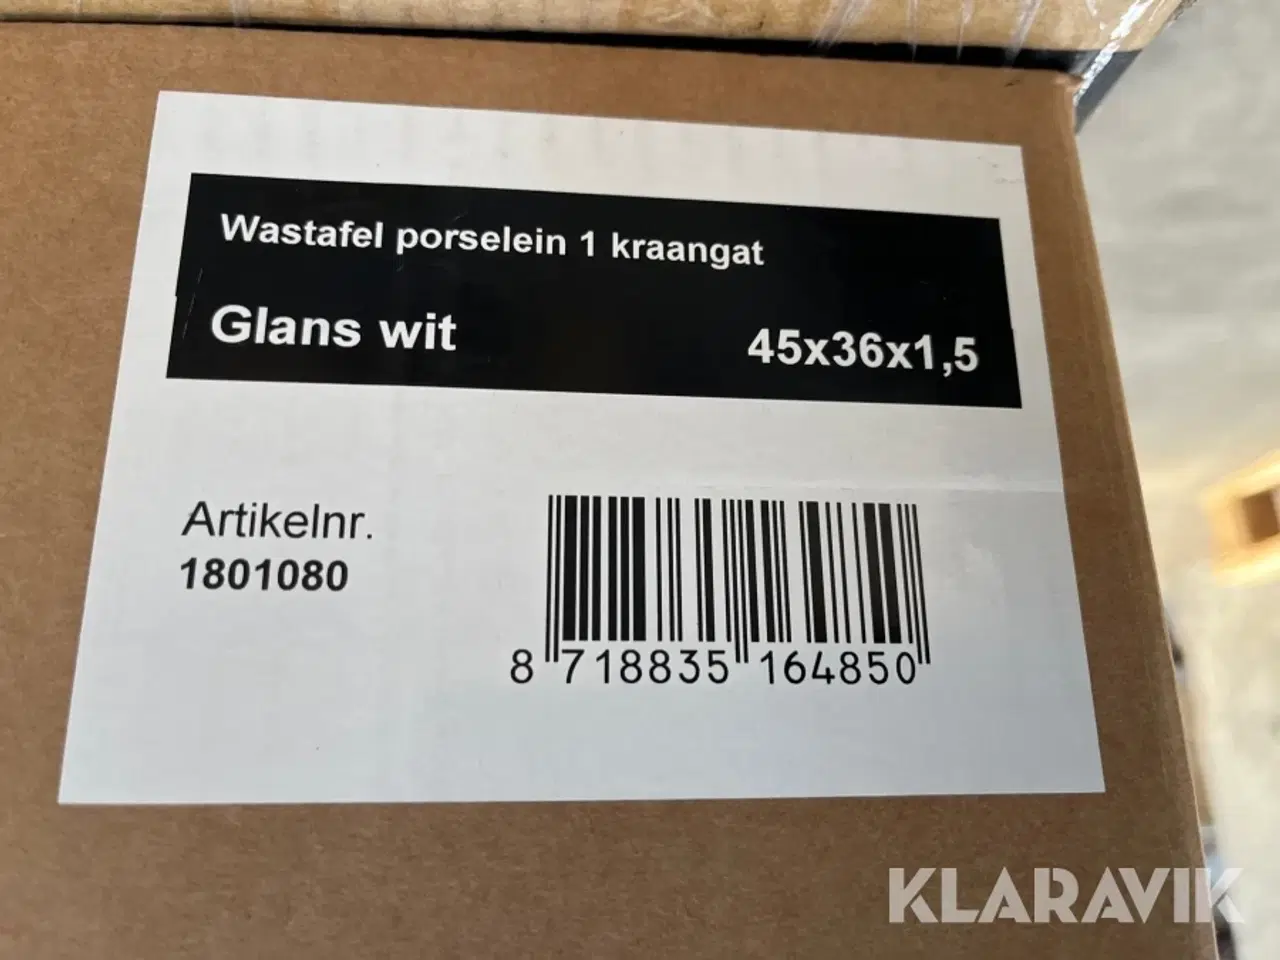 Wastafel porselein 1 kraangat
Glans wit 45x36x1,5
Artikelnr.
1801080
8 718835 164850
KLARAVIK